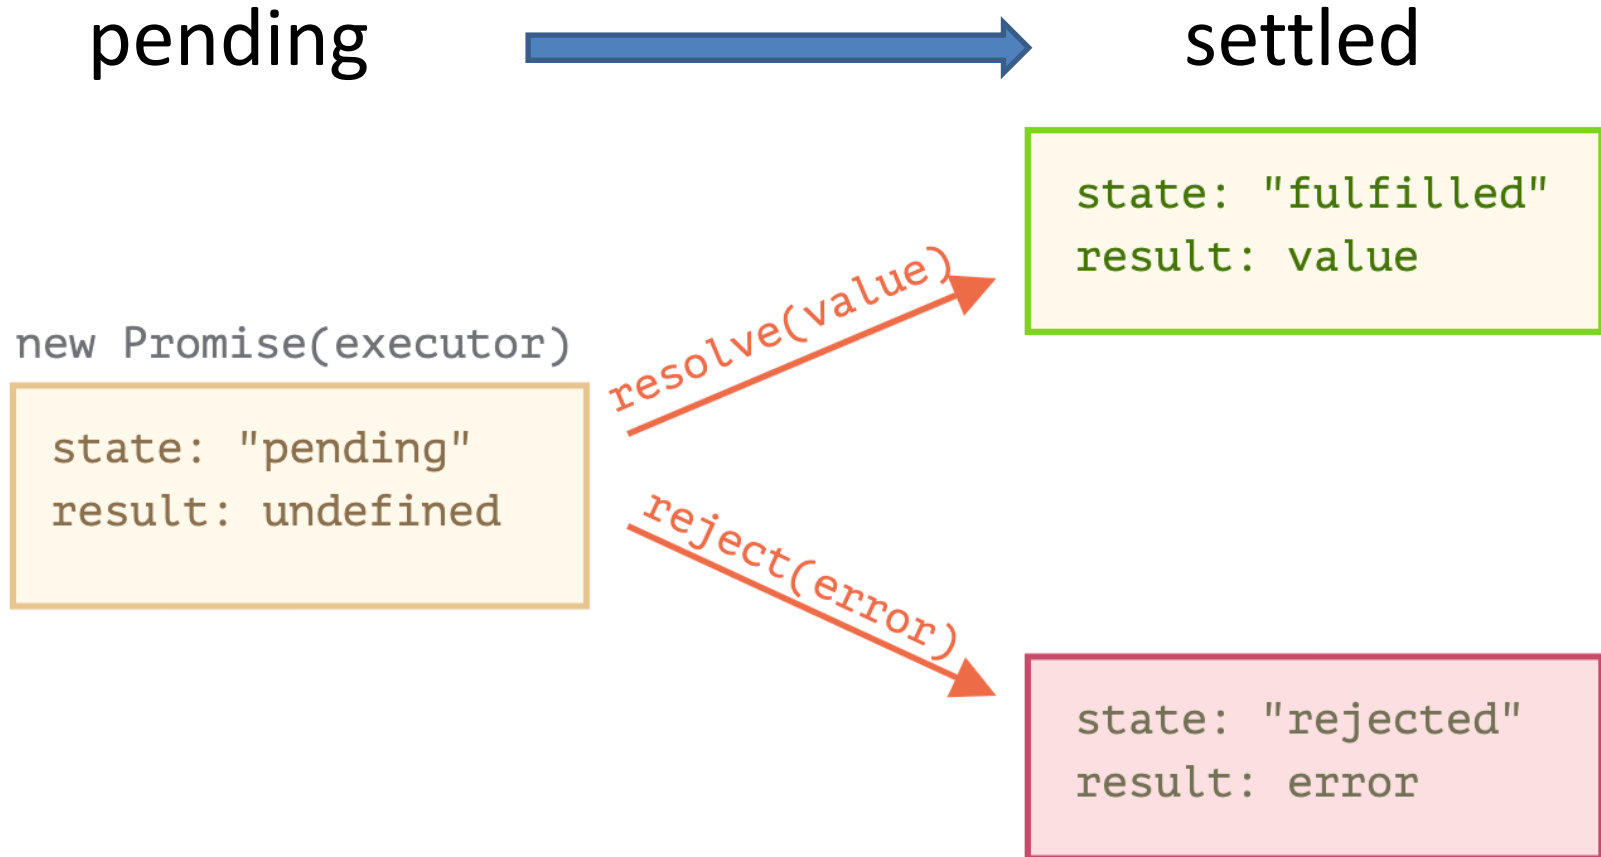 pending
settled
new Promise(executor)
state: "pending"
result: undefined
resolve(value)
reject(error)
state: "fulfilled"
result: value
state: "rejected"
result: error